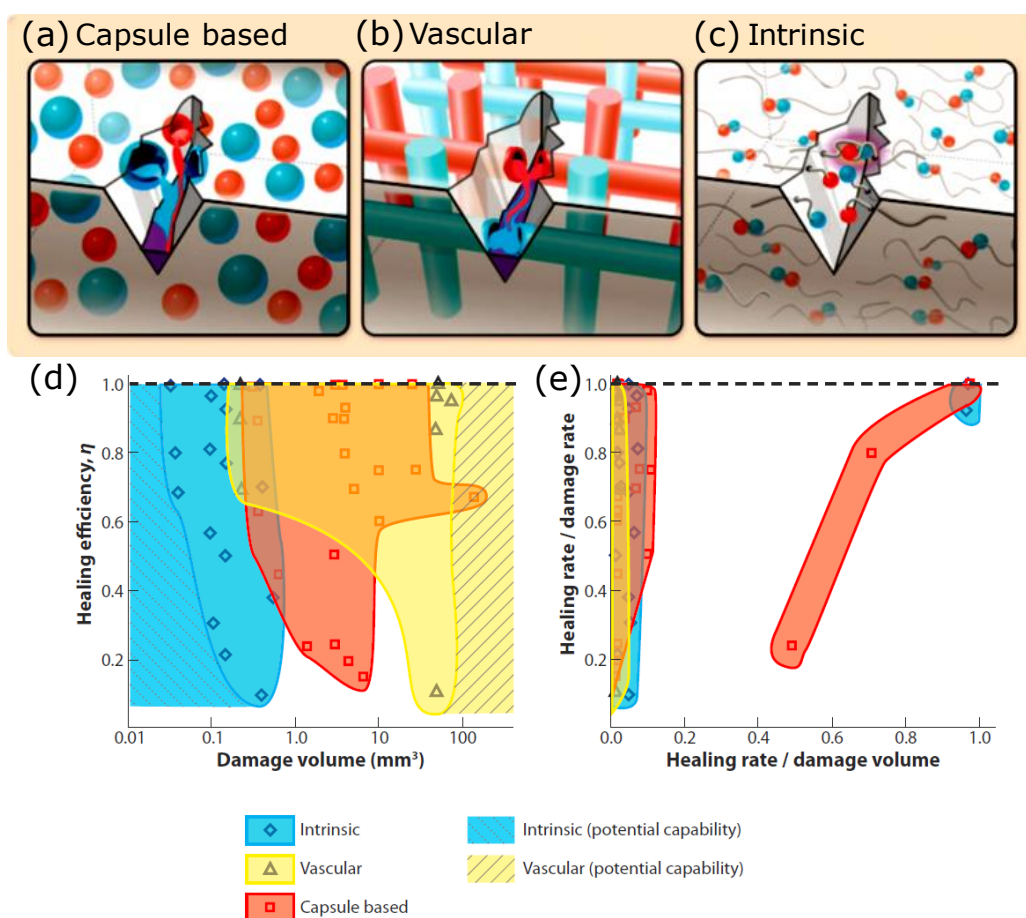 (a) Capsule based
(b) Vascular
(c) Intrinsic
(d)
1.0
0.8
0.6
0.4
0.2
Healing efficiency, η
0.01
0.1
1.0
10
100
Damage volume (mm³)
(e)
1.0
0.8
0.6
0.4
0.2
Healing rate / damage rate
0.0
0.2
0.4
0.6
0.8
1.0
Healing rate / damage volume
Intrinsic
Intrinsic (potential capability)
Vascular
Vascular (potential capability)
Capsule based